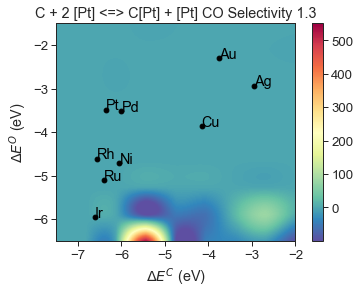 C + 2 [Pt] <=> C[Pt] + [Pt] CO Selectivity 1.3
ΔE^O (eV)
−2
−3
−4
−5
−6
Au
Ag
Cu
Pt
Pd
Rh
Ni
Ru
Ir
500
400
300
200
100
0
−7
−6
−5
−4
−3
−2
ΔE^C (eV)